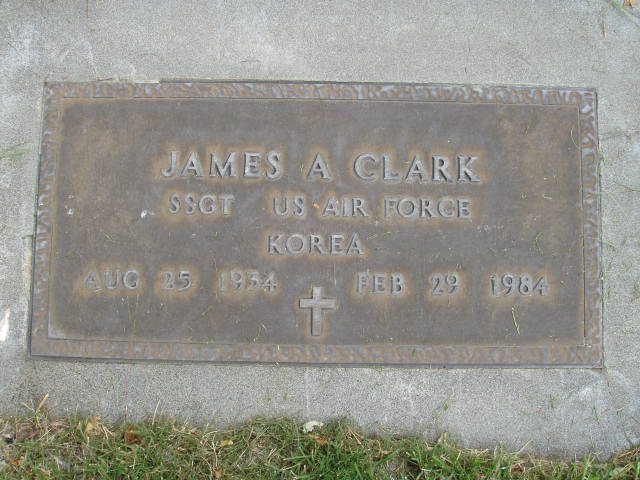 JAMES A CLARK
SSGT US AIR FORCE
KOREA
AUG 25 1934 FEB 29 1984